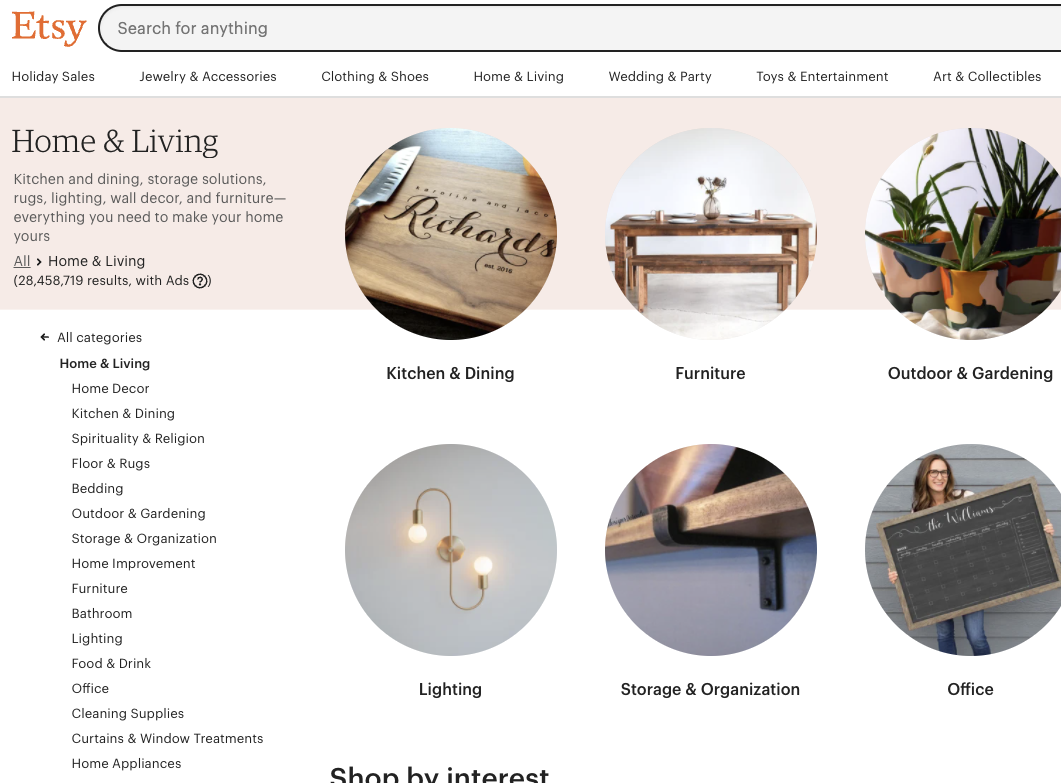 Etsy
Search for anything
Holiday Sales
Jewelry & Accessories
Clothing & Shoes
Home & Living
Wedding & Party
Toys & Entertainment
Art & Collectibles
Home & Living
Kitchen and dining, storage solutions,
rugs, lighting, wall decor, and furniture—
everything you need to make your home
yours
All > Home & Living
(28,458,719 results, with Ads ?)
← All categories
Home & Living
Home Decor
Kitchen & Dining
Spirituality & Religion
Floor & Rugs
Bedding
Outdoor & Gardening
Storage & Organization
Home Improvement
Furniture
Bathroom
Lighting
Food & Drink
Office
Cleaning Supplies
Curtains & Window Treatments
Home Appliances
karoline and jaco
Richards
est. 2016
Kitchen & Dining
Furniture
Outdoor & Gardening
Lighting
Storage & Organization
the Williams
Office
Shop by interest